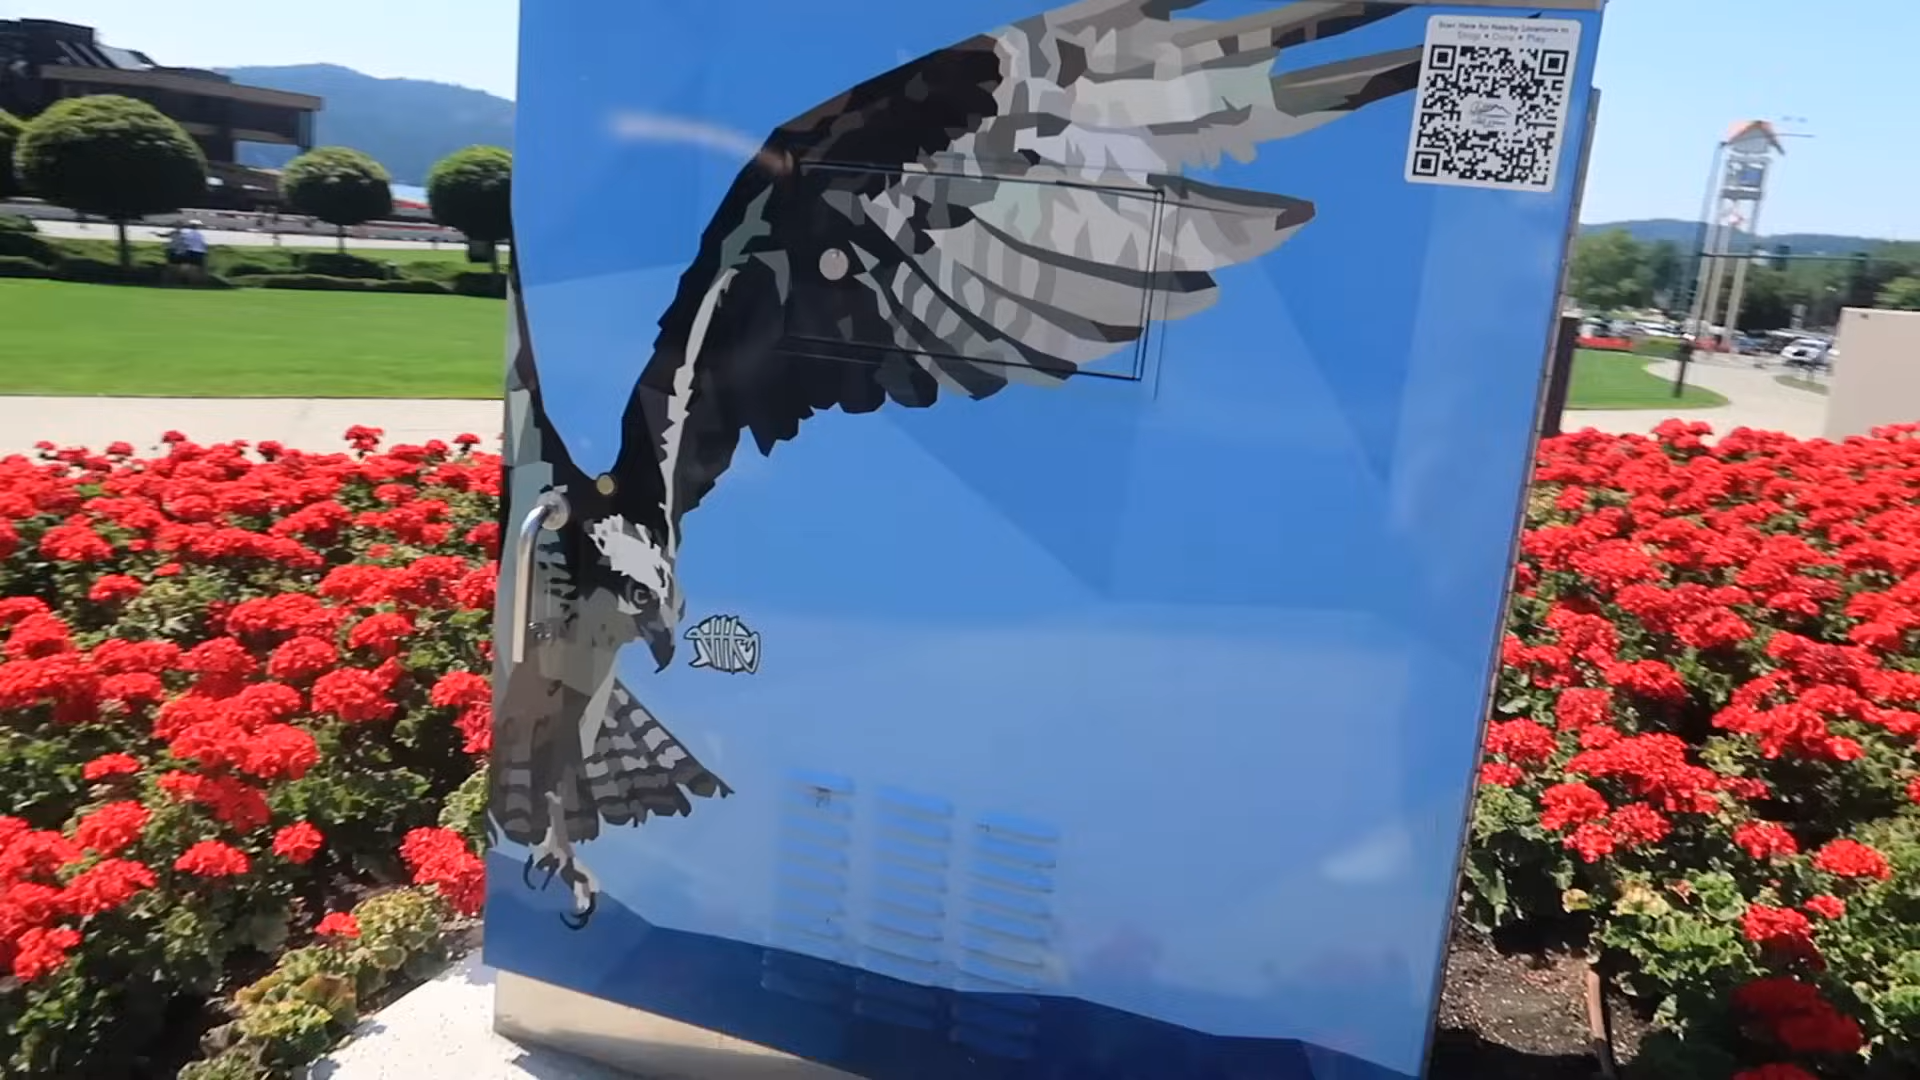 Scan Here for Nearby Locations to
Shop • Dine • Play